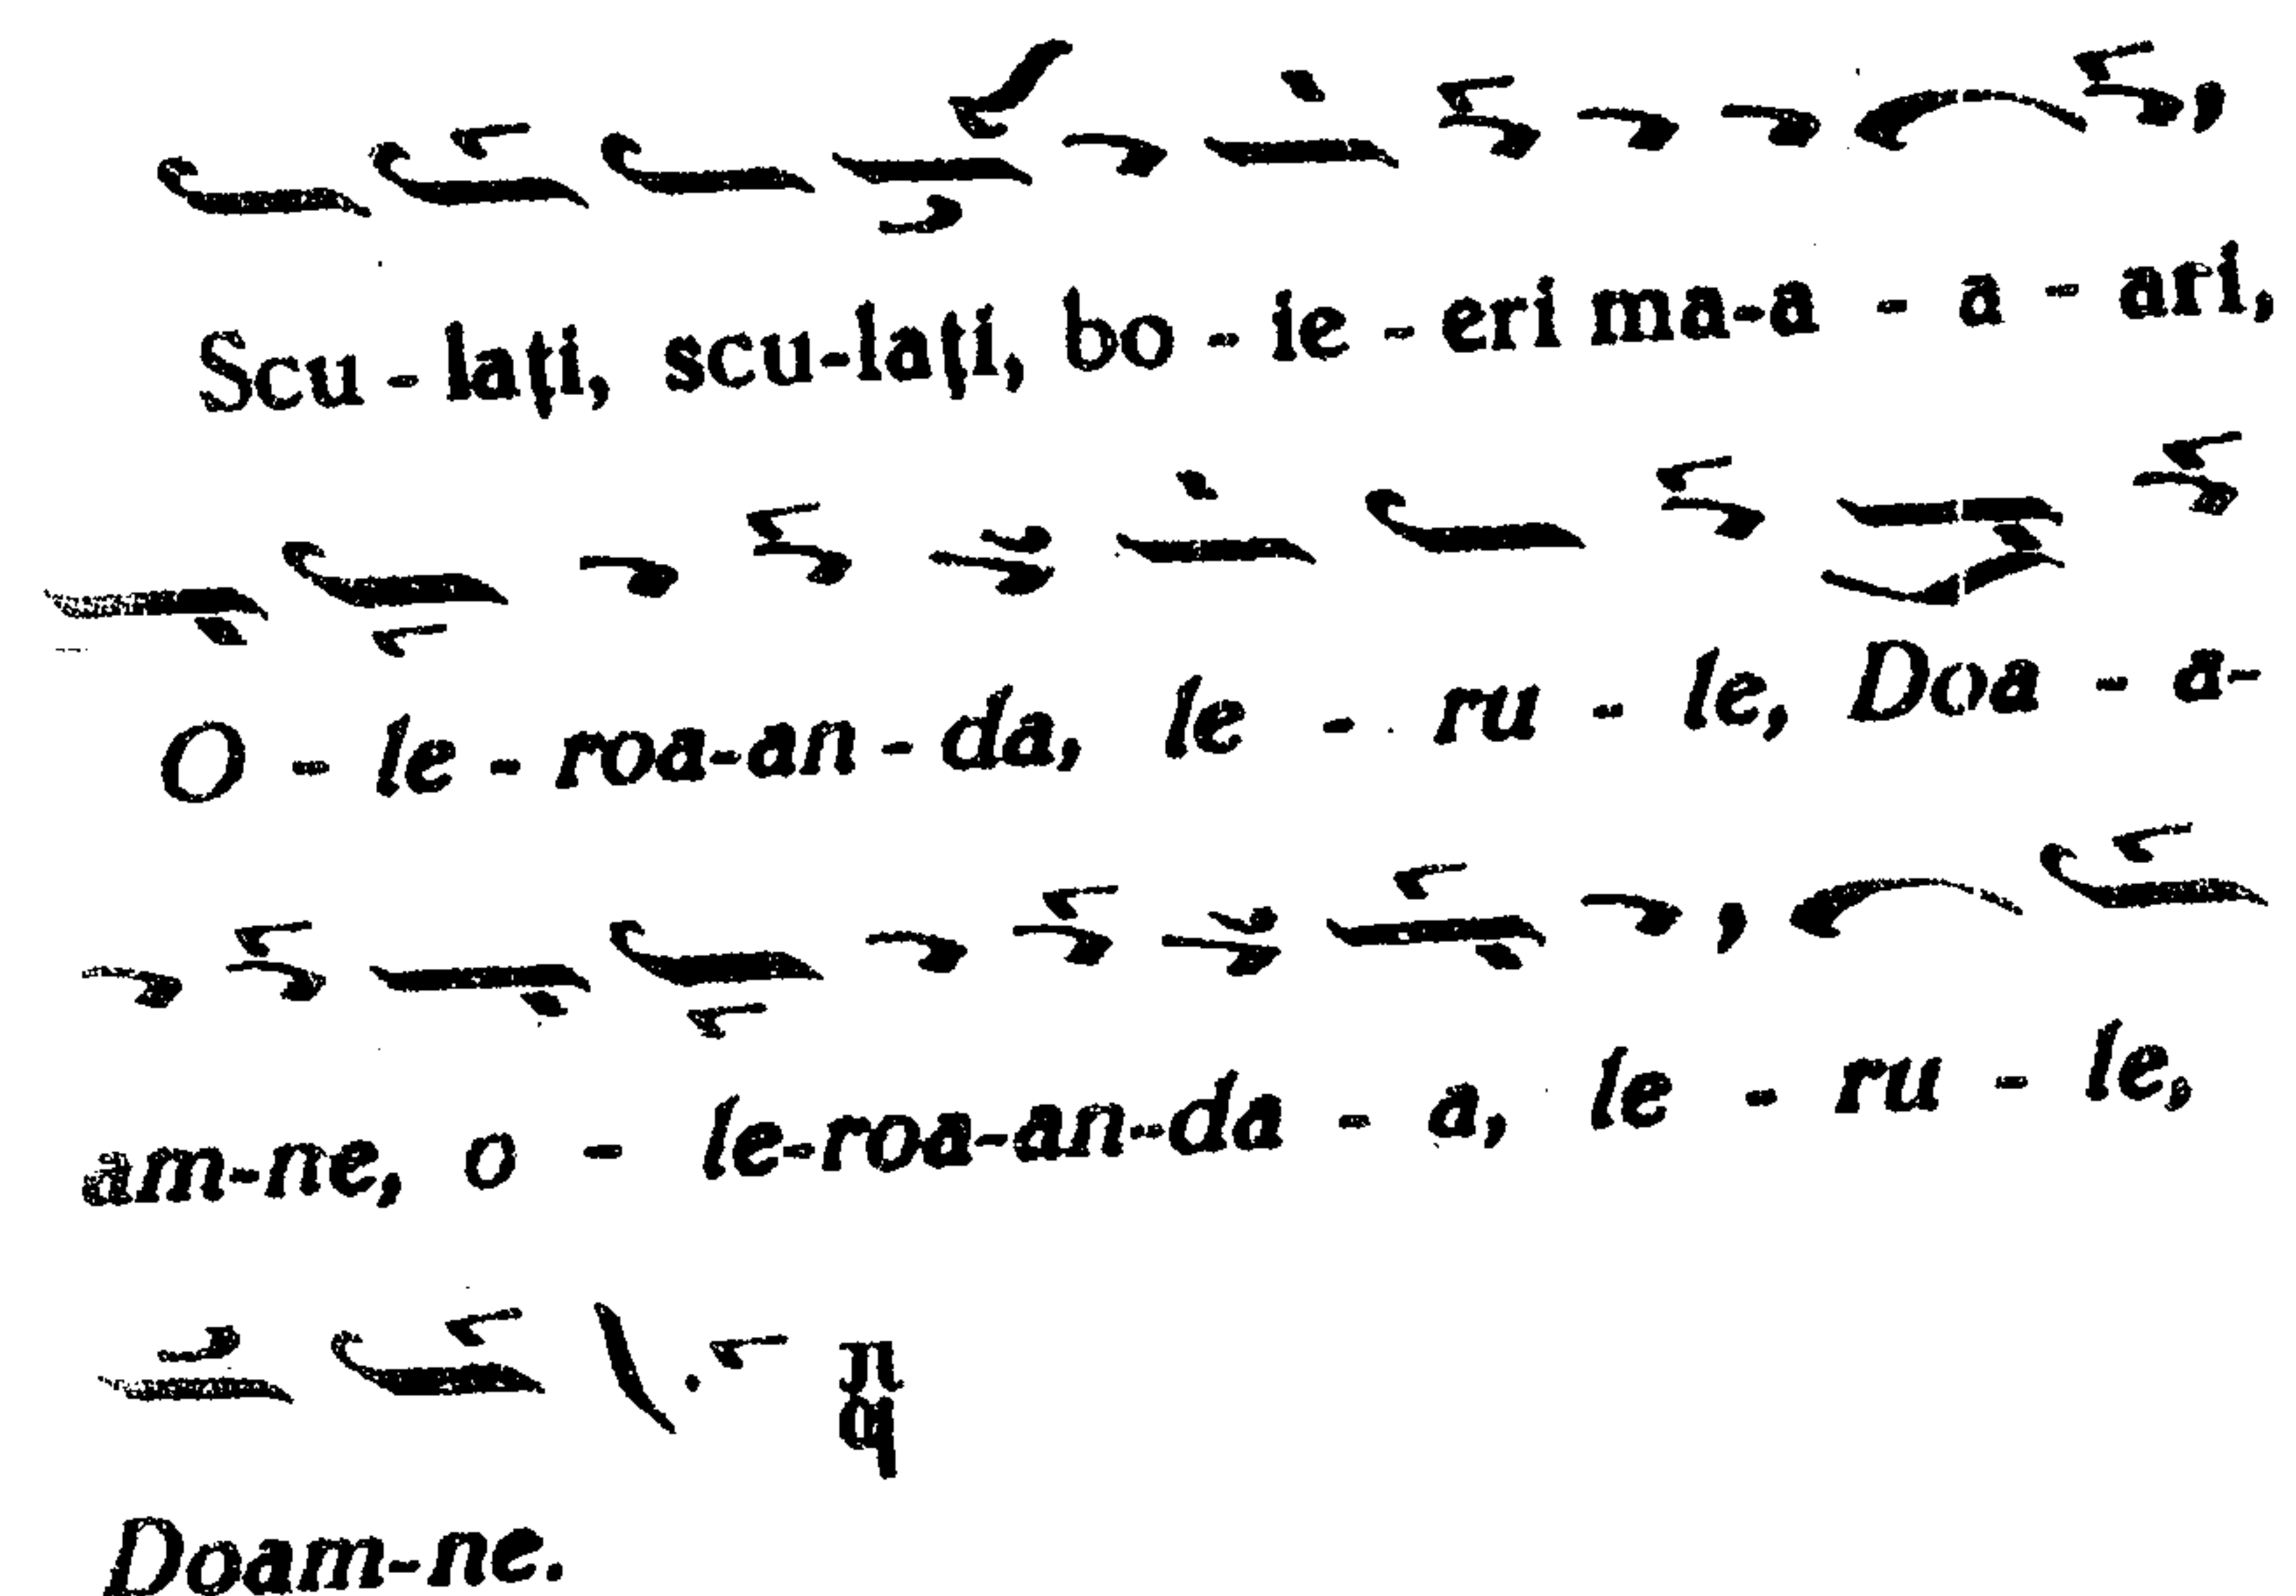 Scu - lați, scu-lați, bo - ie - eri ma-a - a - ari,
O - le - roa-an - da, le - ru - le, Doa - a-
am-ne, o - le-roa-an-da - a, le - ru - le,
Doam-ne.